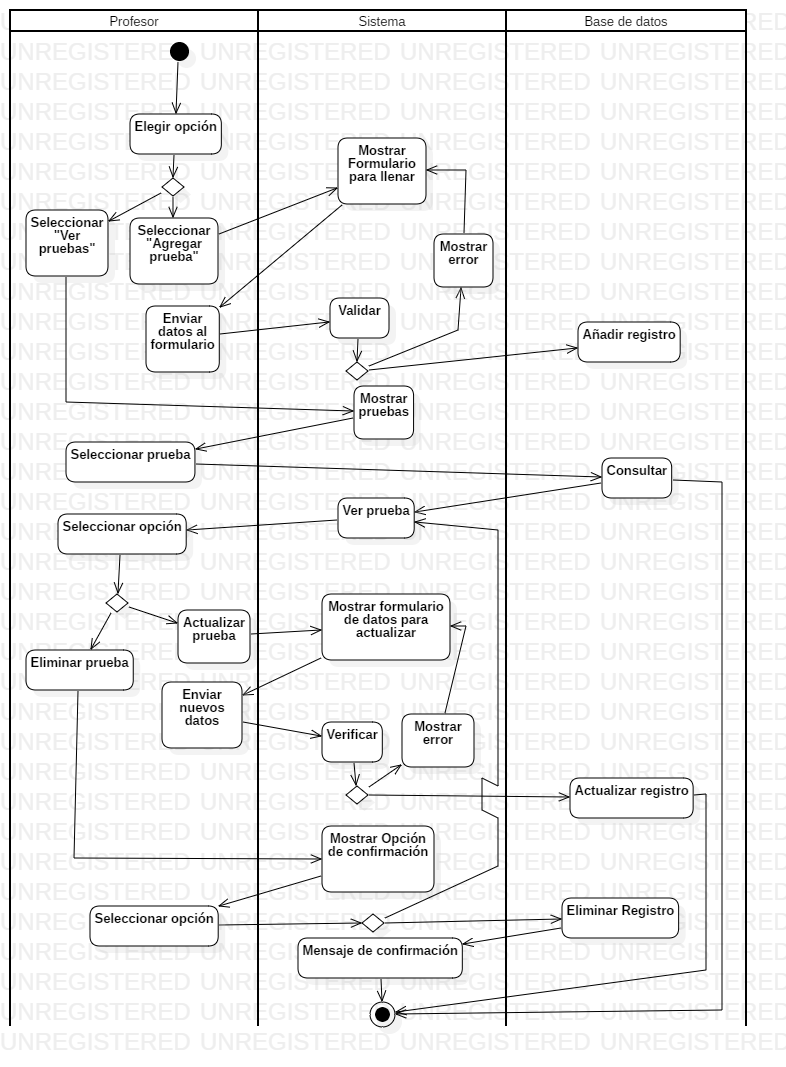 Profesor
Sistema
Base de datos
Elegir opción
Mostrar
Formulario
para llenar
Seleccionar
"Ver
pruebas"
Seleccionar
"Agregar
prueba"
Mostrar
error
Enviar
datos al
formulario
Validar
Añadir registro
Mostrar
pruebas
Seleccionar prueba
Consultar
Ver prueba
Seleccionar opción
Actualizar
prueba
Mostrar formulario
de datos para
actualizar
Eliminar prueba
Enviar
nuevos
datos
Verificar
Mostrar
error
Actualizar registro
Mostrar Opción
de confirmación
Seleccionar opción
Eliminar Registro
Mensaje de confirmación
UNREGISTERED